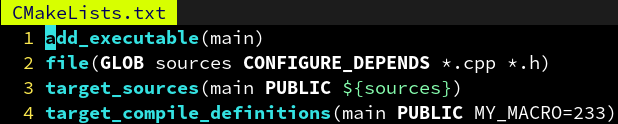 CMakeLists.txt
1 add_executable(main)
2 file(GLOB sources CONFIGURE_DEPENDS *.cpp *.h)
3 target_sources(main PUBLIC ${sources})
4 target_compile_definitions(main PUBLIC MY_MACRO=233)